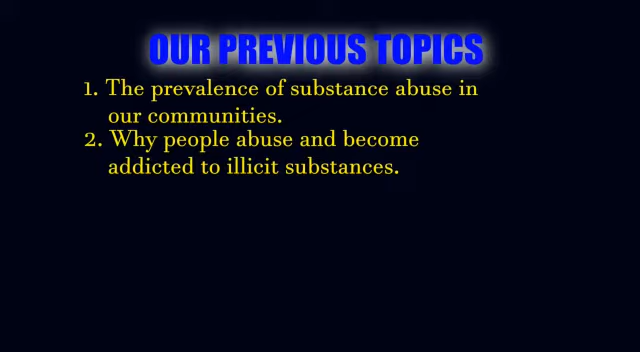 OUR PREVIOUS TOPICS
1. The prevalence of substance abuse in
our communities.
2. Why people abuse and become
addicted to illicit substances.